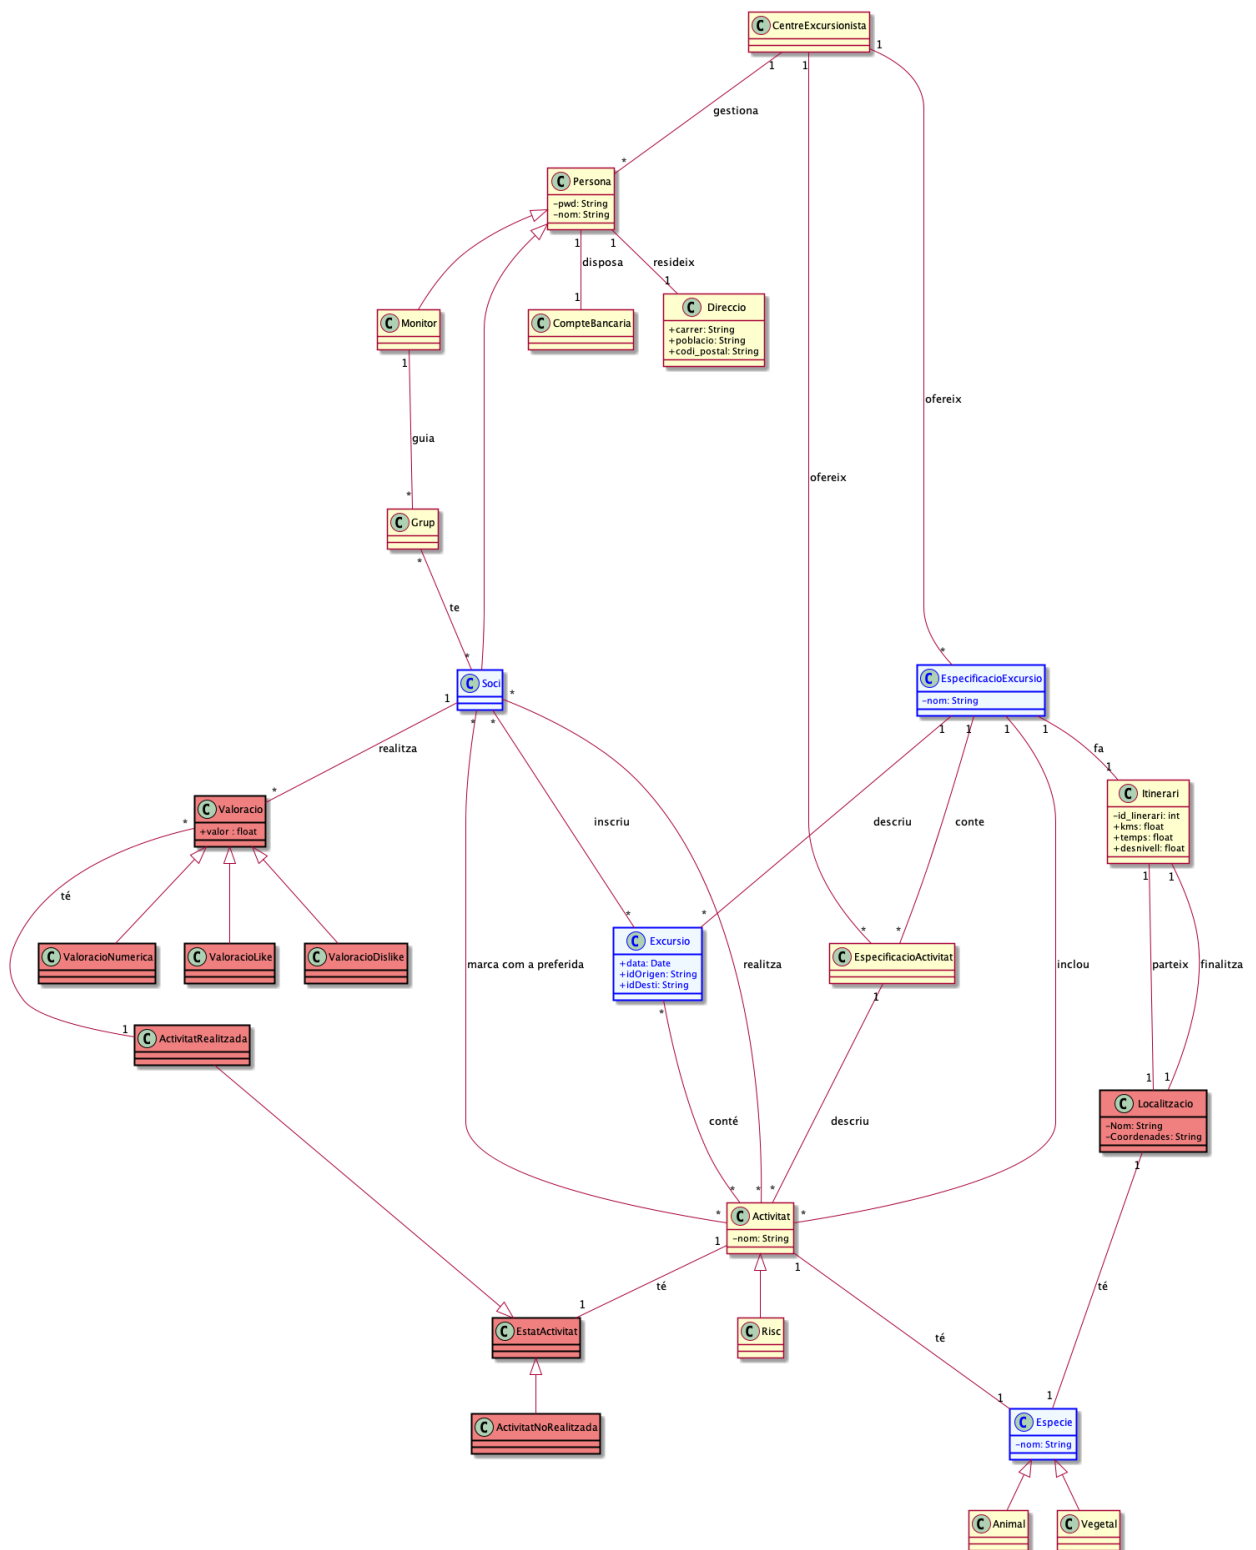 C CentreExcursionista
1
1
1
gestiona
*
C Persona
-pwd: String
-nom: String
1
1
disposa
resideix
1
1
C Monitor
C CompteBancaria
C Direccio
+carrer: String
+poblacio: String
+codi_postal: String
1
ofereix
guia
ofereix
*
C Grup
*
te
*
*
C Soci
*
C EspecificacioExcursio
-nom: String
1
*
*
1
1
1
1
fa
realitza
1
*
C Itinerari
-id_linerari: int
+kms: float
+temps: float
+desnivell: float
C Valoracio
+valor : float
*
inscriu
descriu
conte
1
1
té
*
*
*
*
C Excursio
+data: Date
+idOrigen: String
+idDesti: String
C ValoracioNumerica
C ValoracioLike
C ValoracioDislike
C EspecificacioActivitat
marca com a preferida
realitza
inclou
parteix
finalitza
1
*
1
C ActivitatRealitzada
1
1
C Localitzacio
-Nom: String
-Coordenades: String
conté
descriu
1
*
*
*
*
*
C Activitat
-nom: String
1
1
té
té
1
C EstatActivitat
C Risc
té
1
1
C ActivitatNoRealitzada
C Especie
-nom: String
C Animal
C Vegetal